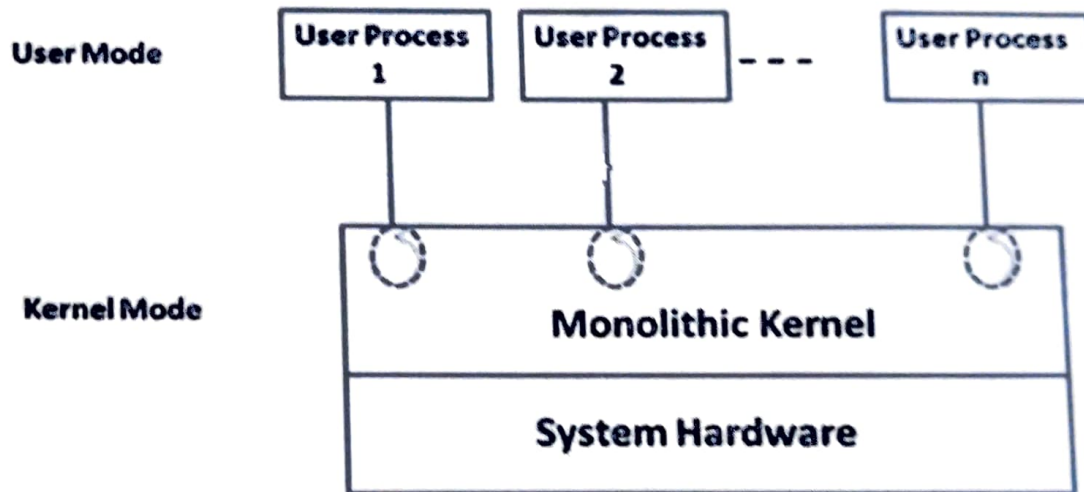 User Mode
User Process
1
User Process
2
- - -
User Process
n
Kernel Mode
Monolithic Kernel
System Hardware